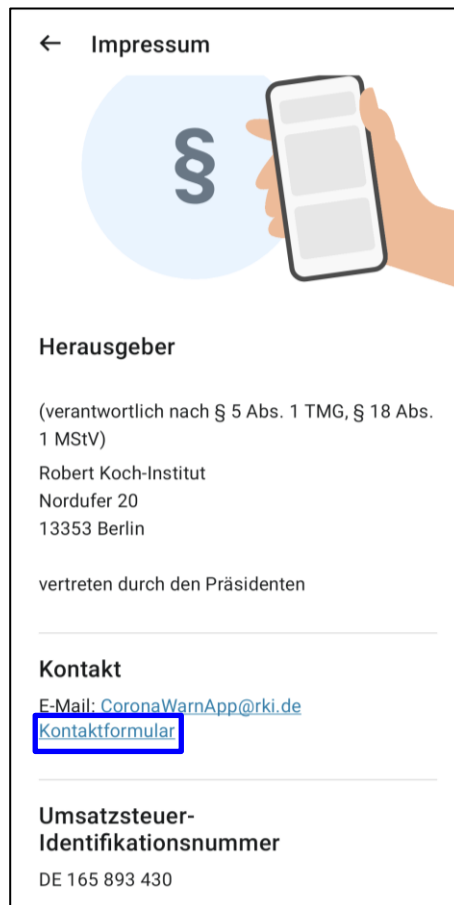 ← Impressum
§
Herausgeber
(verantwortlich nach § 5 Abs. 1 TMG, § 18 Abs.
1 MStV)
Robert Koch-Institut
Nordufer 20
13353 Berlin
vertreten durch den Präsidenten
Kontakt
E-Mail: CoronaWarnApp@rki.de
Kontaktformular
Umsatzsteuer-
Identifikationsnummer
DE 165 893 430